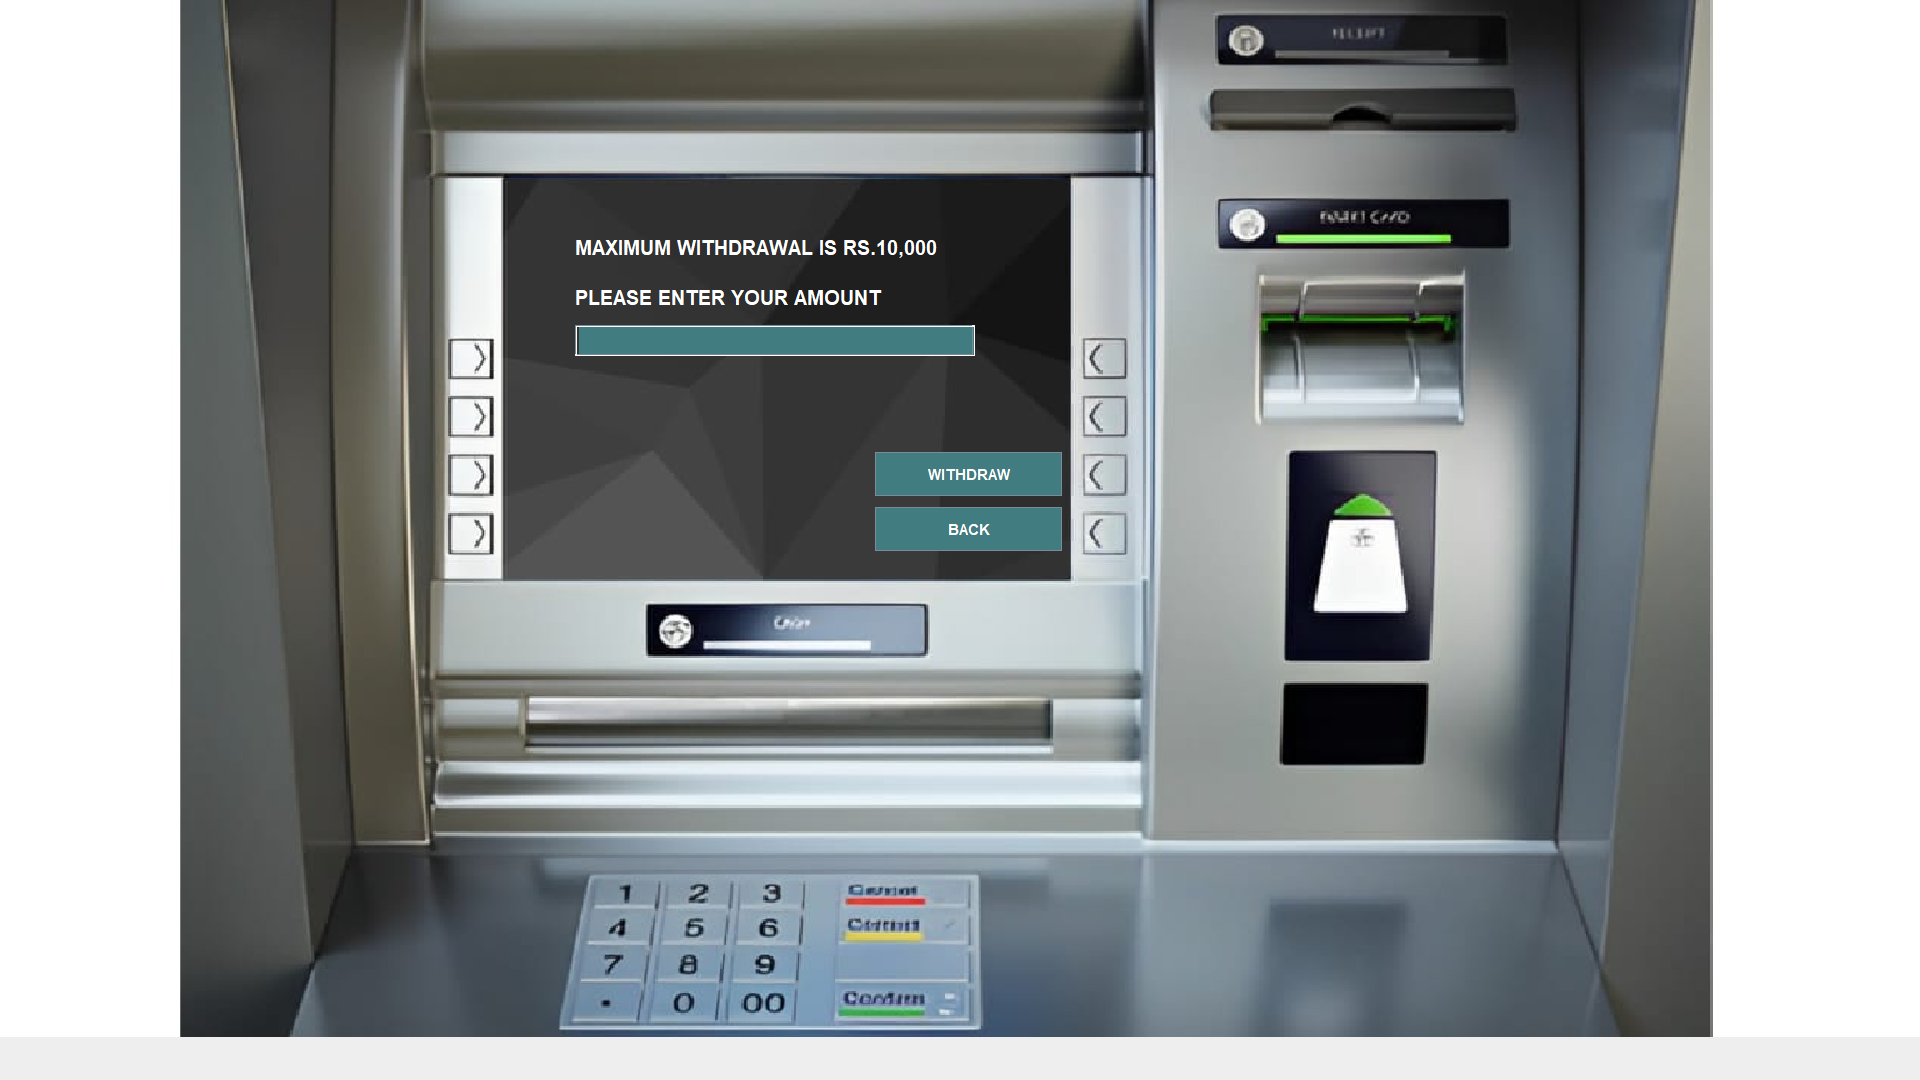 RECEIPT
MAXIMUM WITHDRAWAL IS RS.10,000
PLEASE ENTER YOUR AMOUNT
WITHDRAW
BACK
1 2 3
4 5 6
7 8 9
. 0 00